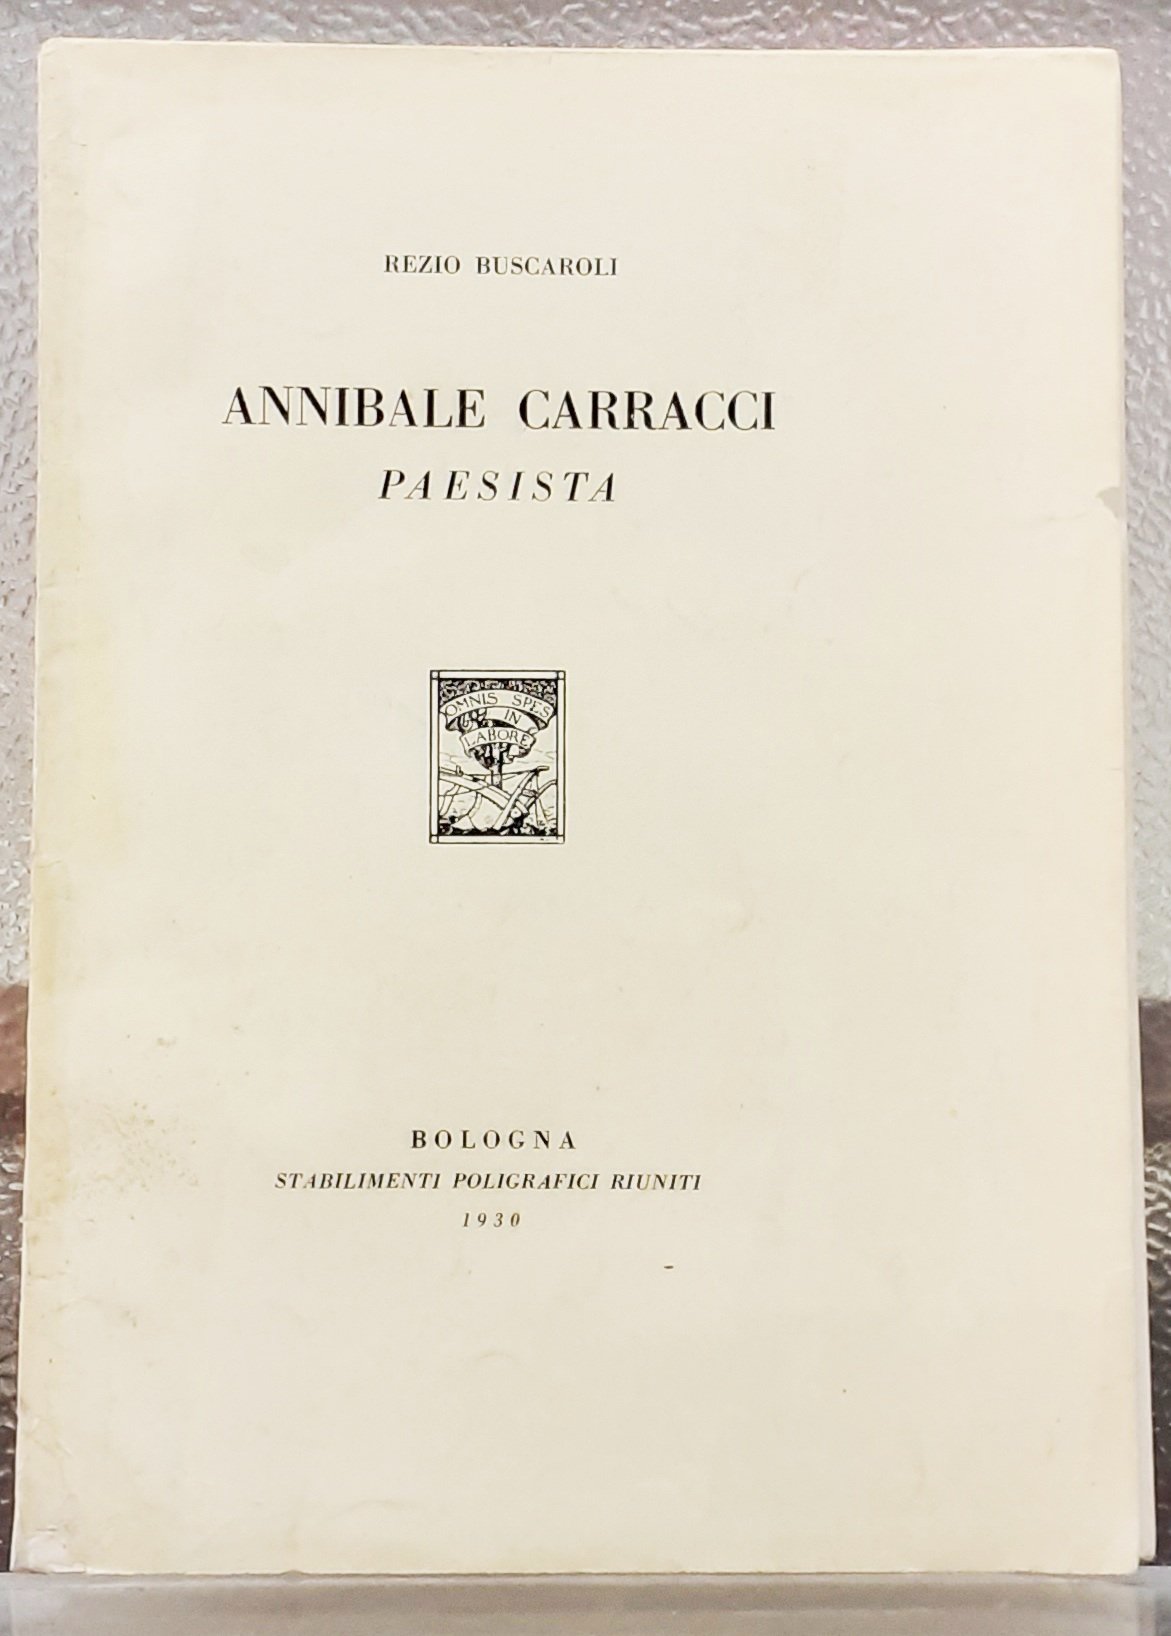 REZIO BUSCAROLI
ANNIBALE CARRACCI
PAESISTA
OMNIS SPES
IN
LABORE
BOLOGNA
STABILIMENTI POLIGRAFICI RIUNITI
1930